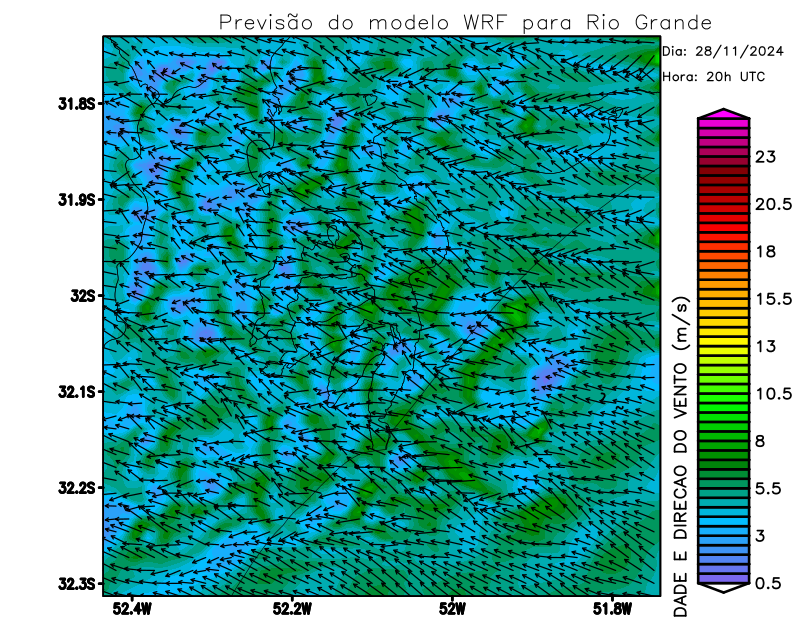 Previsão do modelo WRF para Rio Grande
Dia: 28/11/2024
Hora: 20h UTC
31.8S
31.9S
32S
32.1S
32.2S
32.3S
52.4W
52.2W
52W
51.8W
23
20.5
18
15.5
13
10.5
8
5.5
3
0.5
DADE E DIRECAO DO VENTO (m/s)